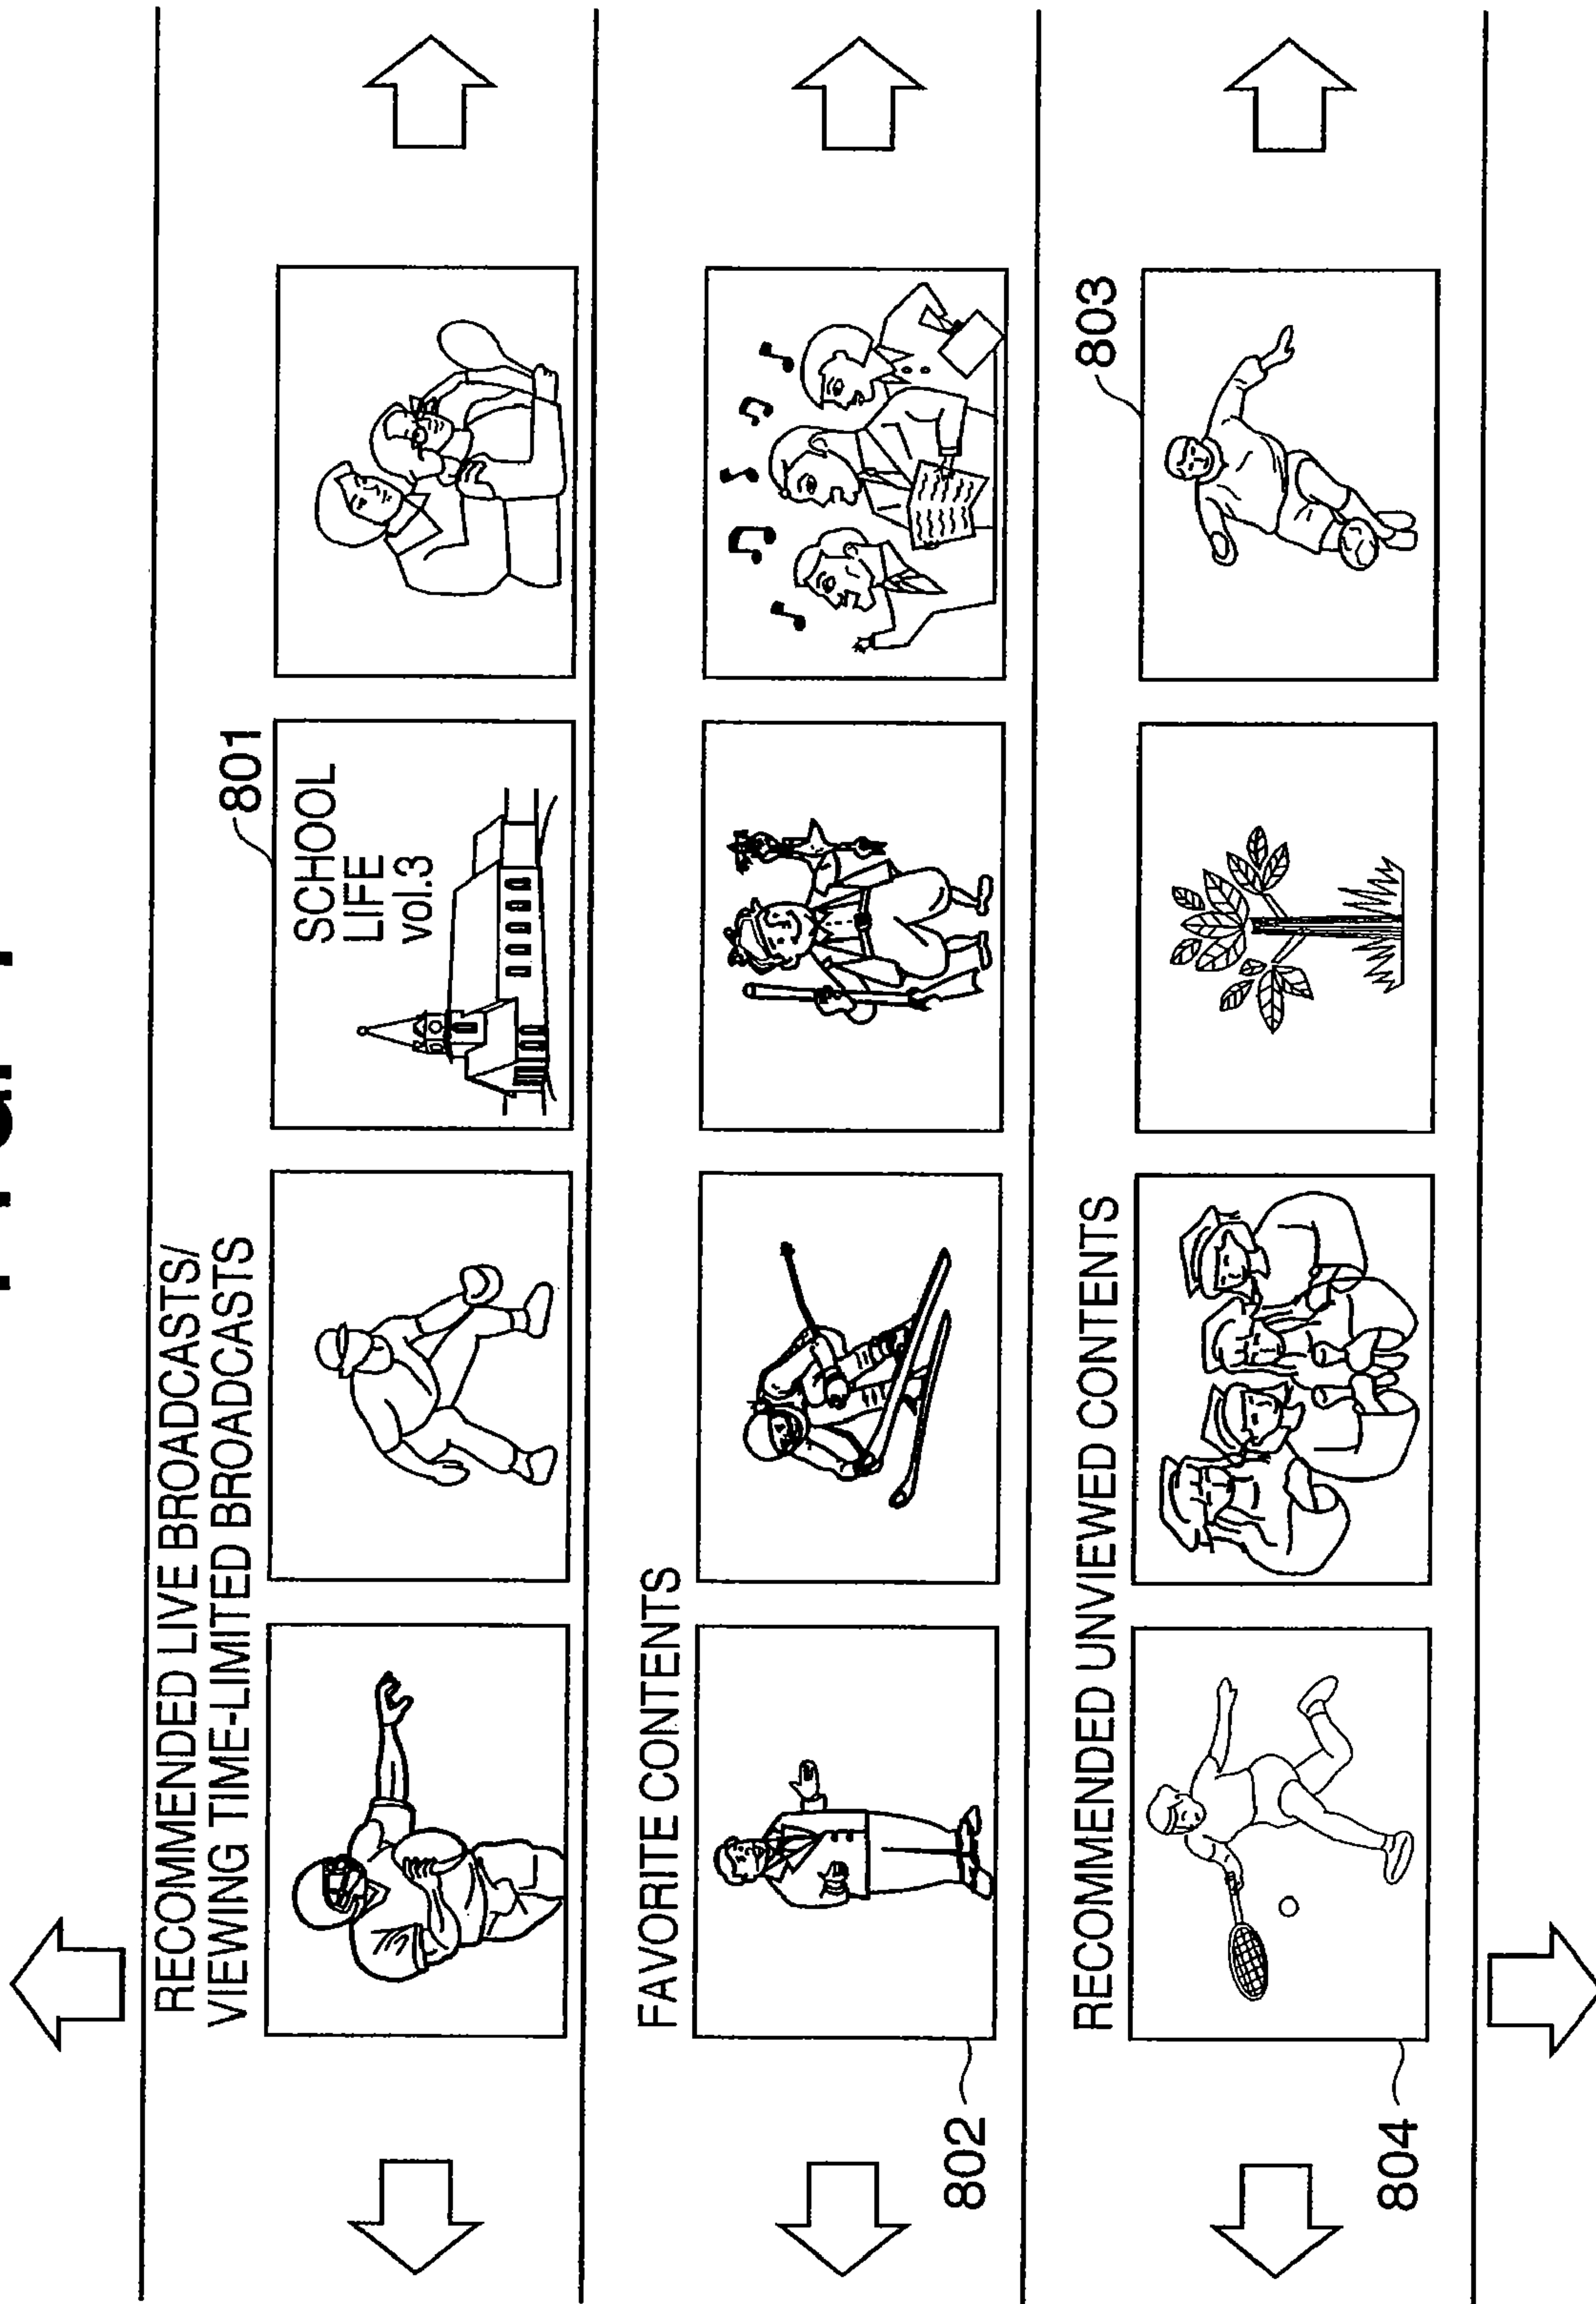 RECOMMENDED LIVE BROADCASTS/
VIEWING TIME-LIMITED BROADCASTS
801
SCHOOL
LIFE
vol.3
FAVORITE CONTENTS
802
RECOMMENDED UNVIEWED CONTENTS
803
804